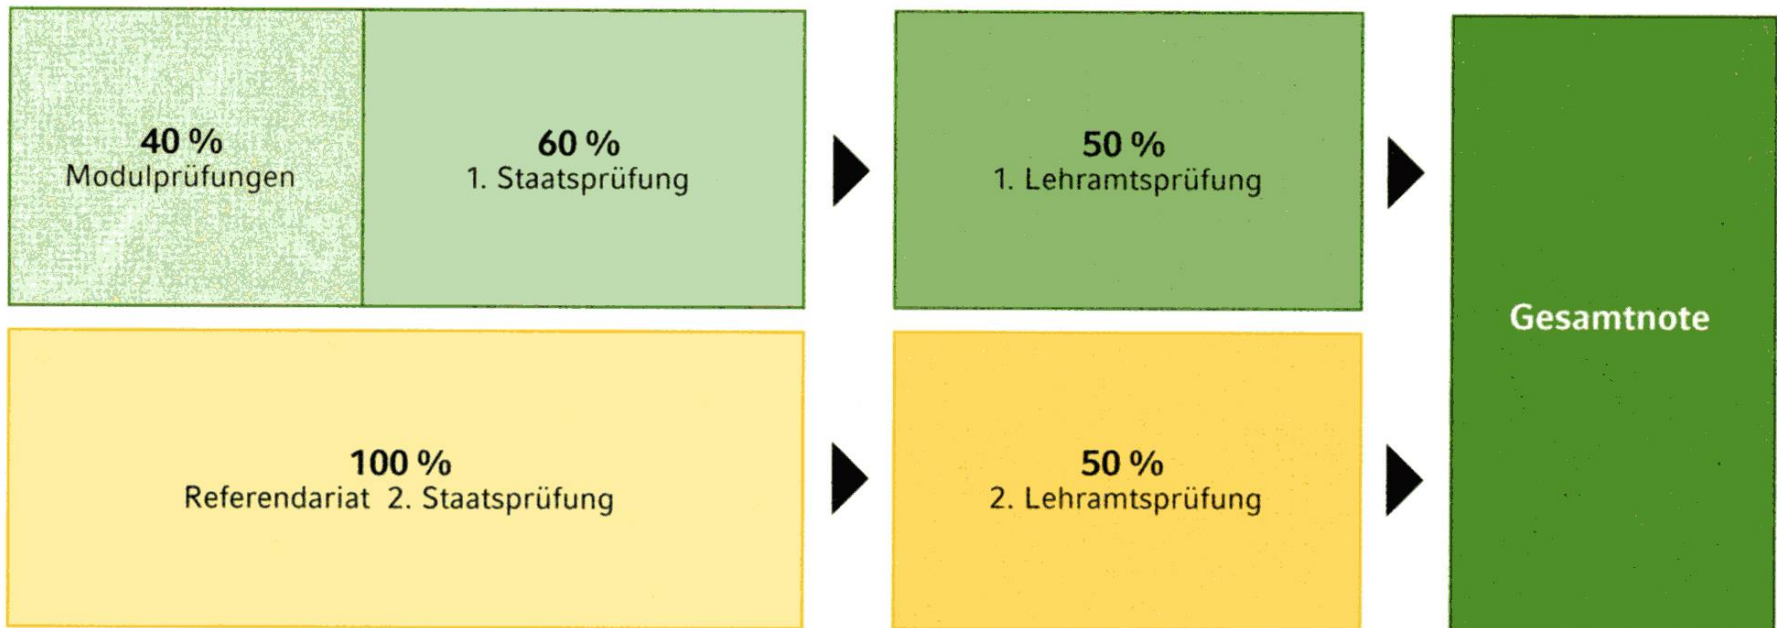 40 %
Modulprüfungen
60 %
1. Staatsprüfung
50 %
1. Lehramtsprüfung
Gesamtnote
100 %
Referendariat 2. Staatsprüfung
50 %
2. Lehramtsprüfung